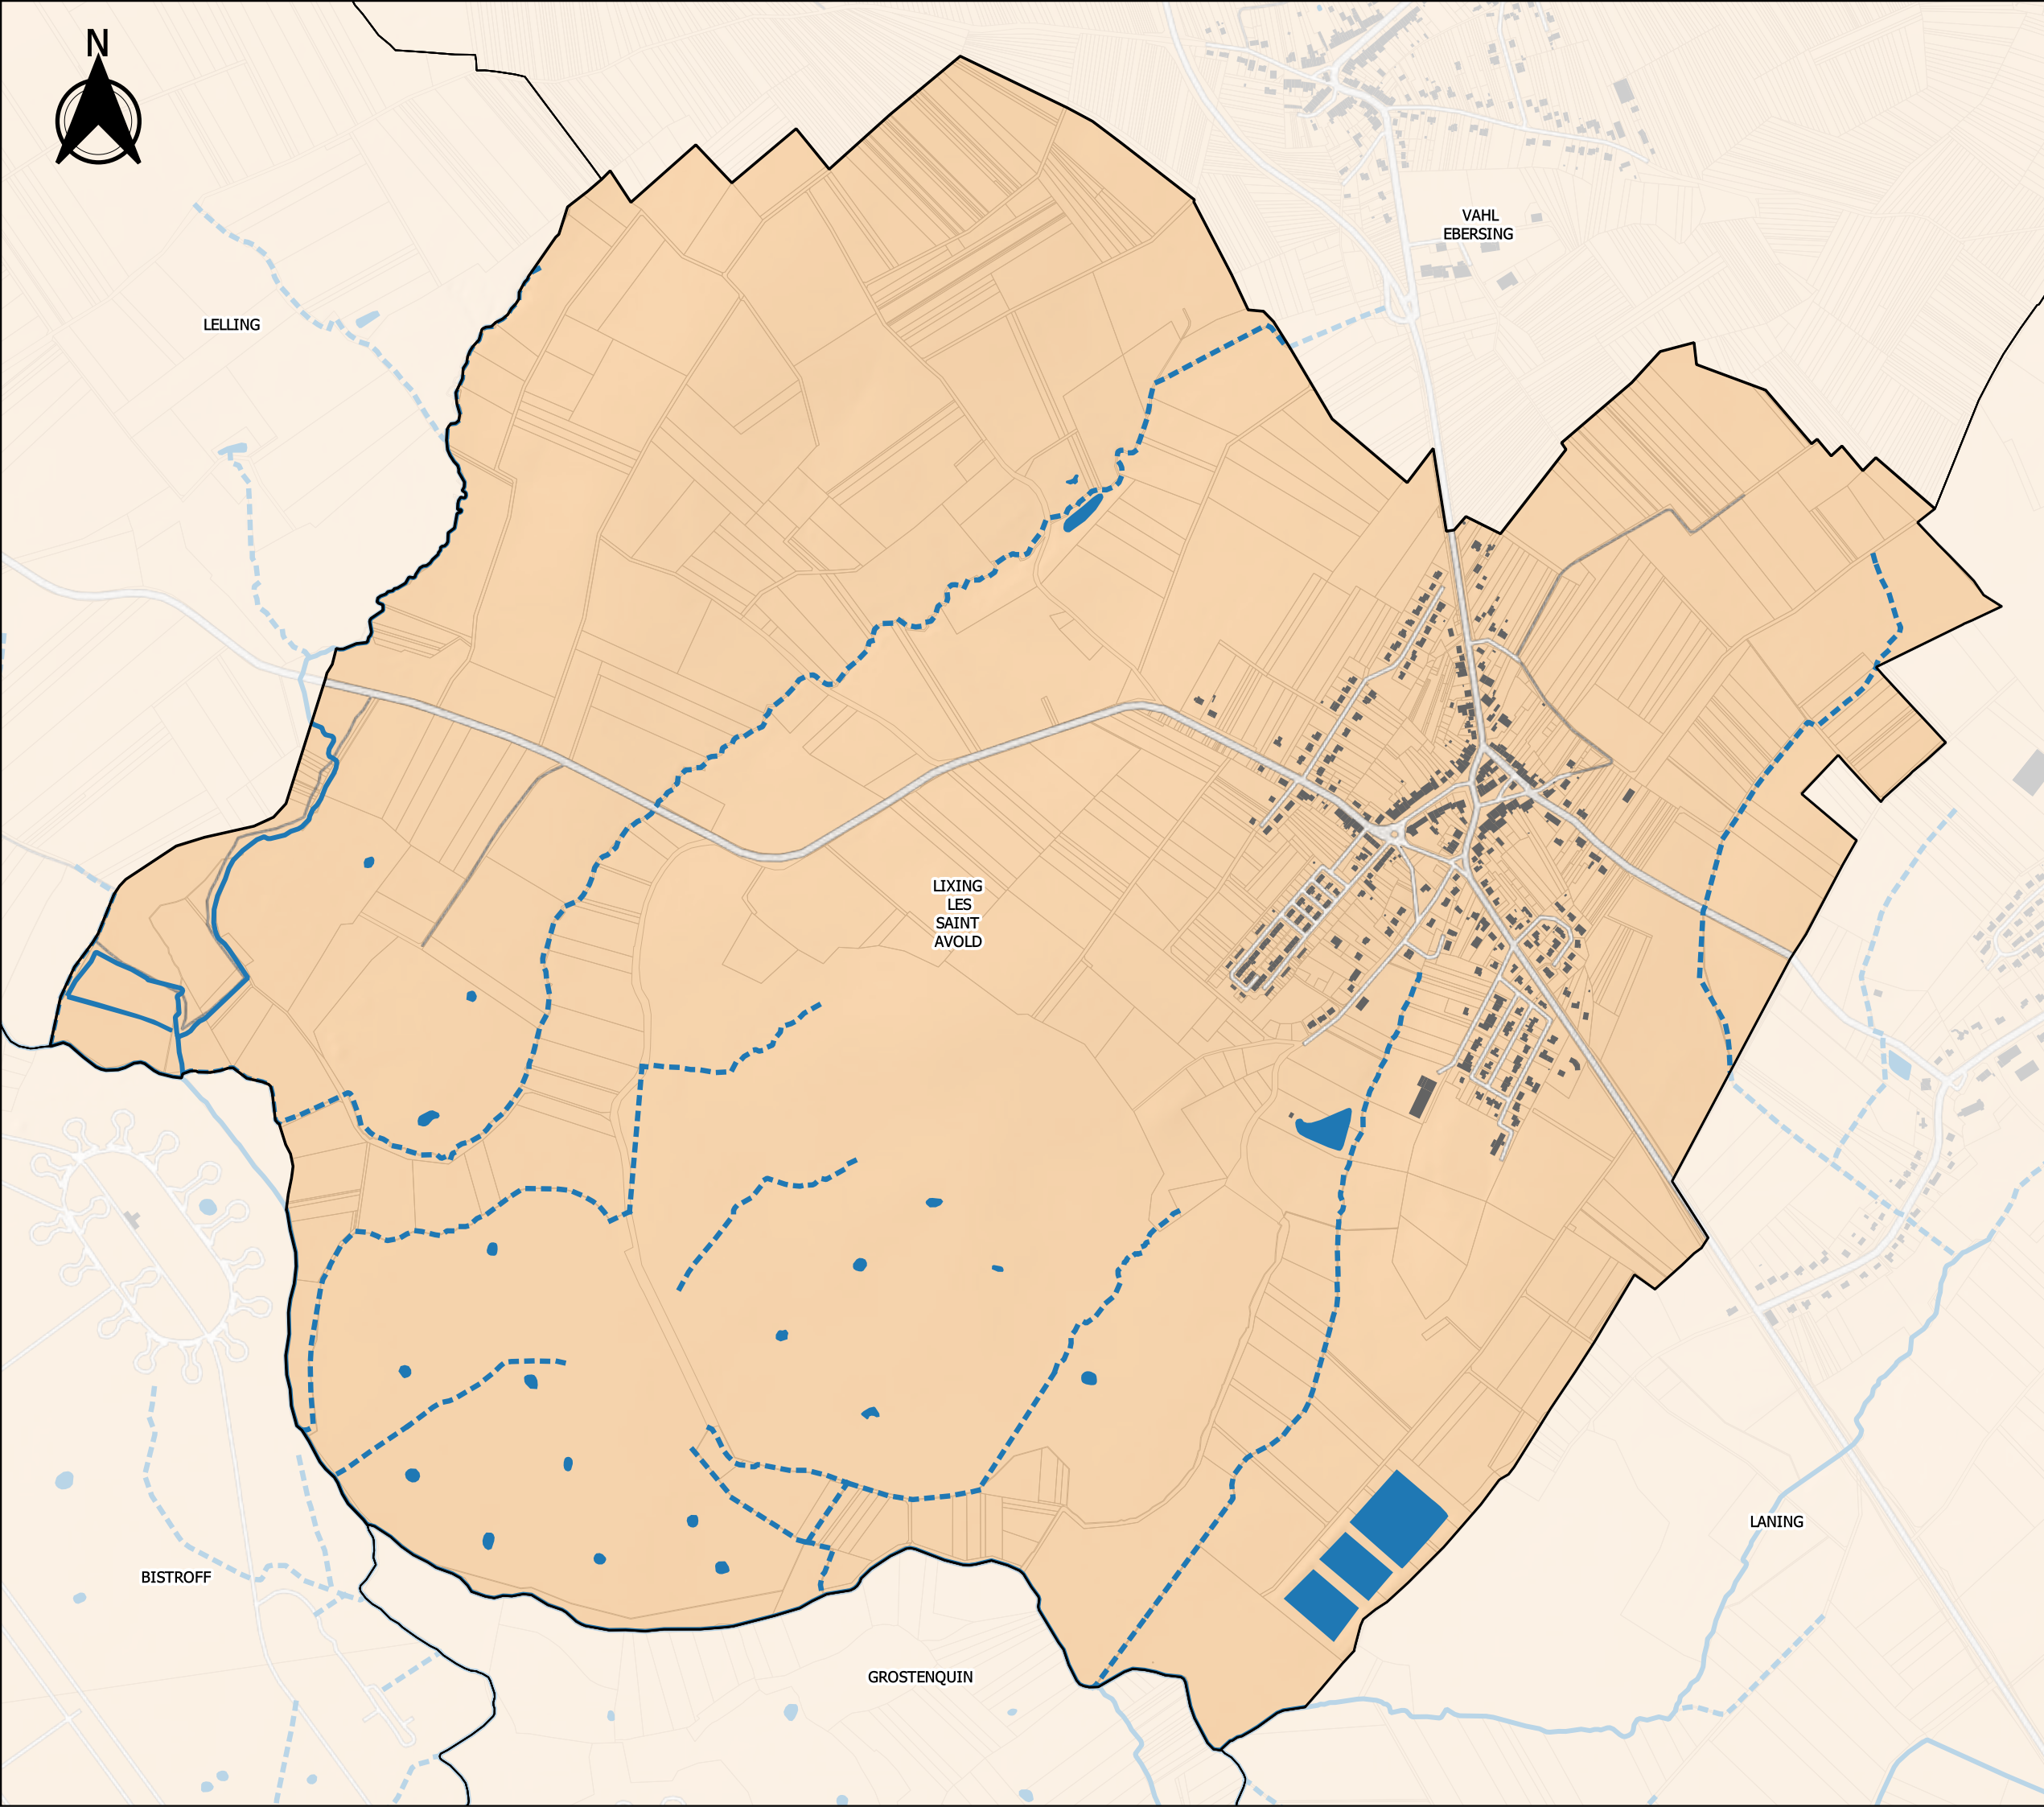 N
VAHL
EBERSING
LELLING
LIXING
LES
SAINT
AVOLD
LANING
BISTROFF
GROSTENQUIN